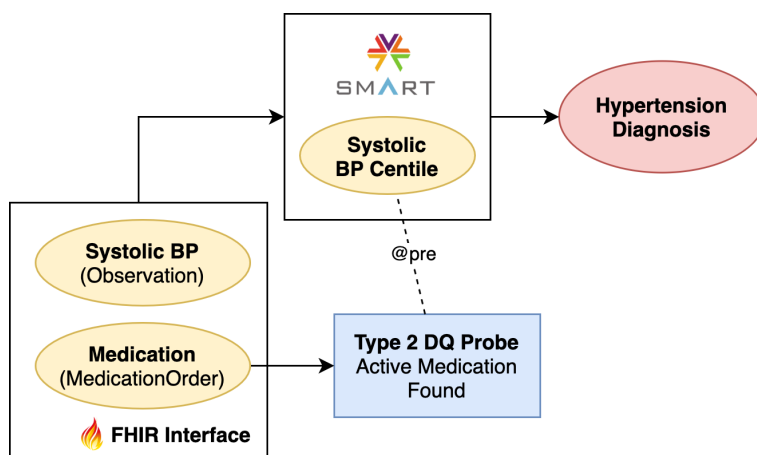 SMART
Systolic
BP Centile
Hypertension
Diagnosis
Systolic BP
(Observation)
@pre
Medication
(MedicationOrder)
Type 2 DQ Probe
Active Medication
Found
FHIR Interface